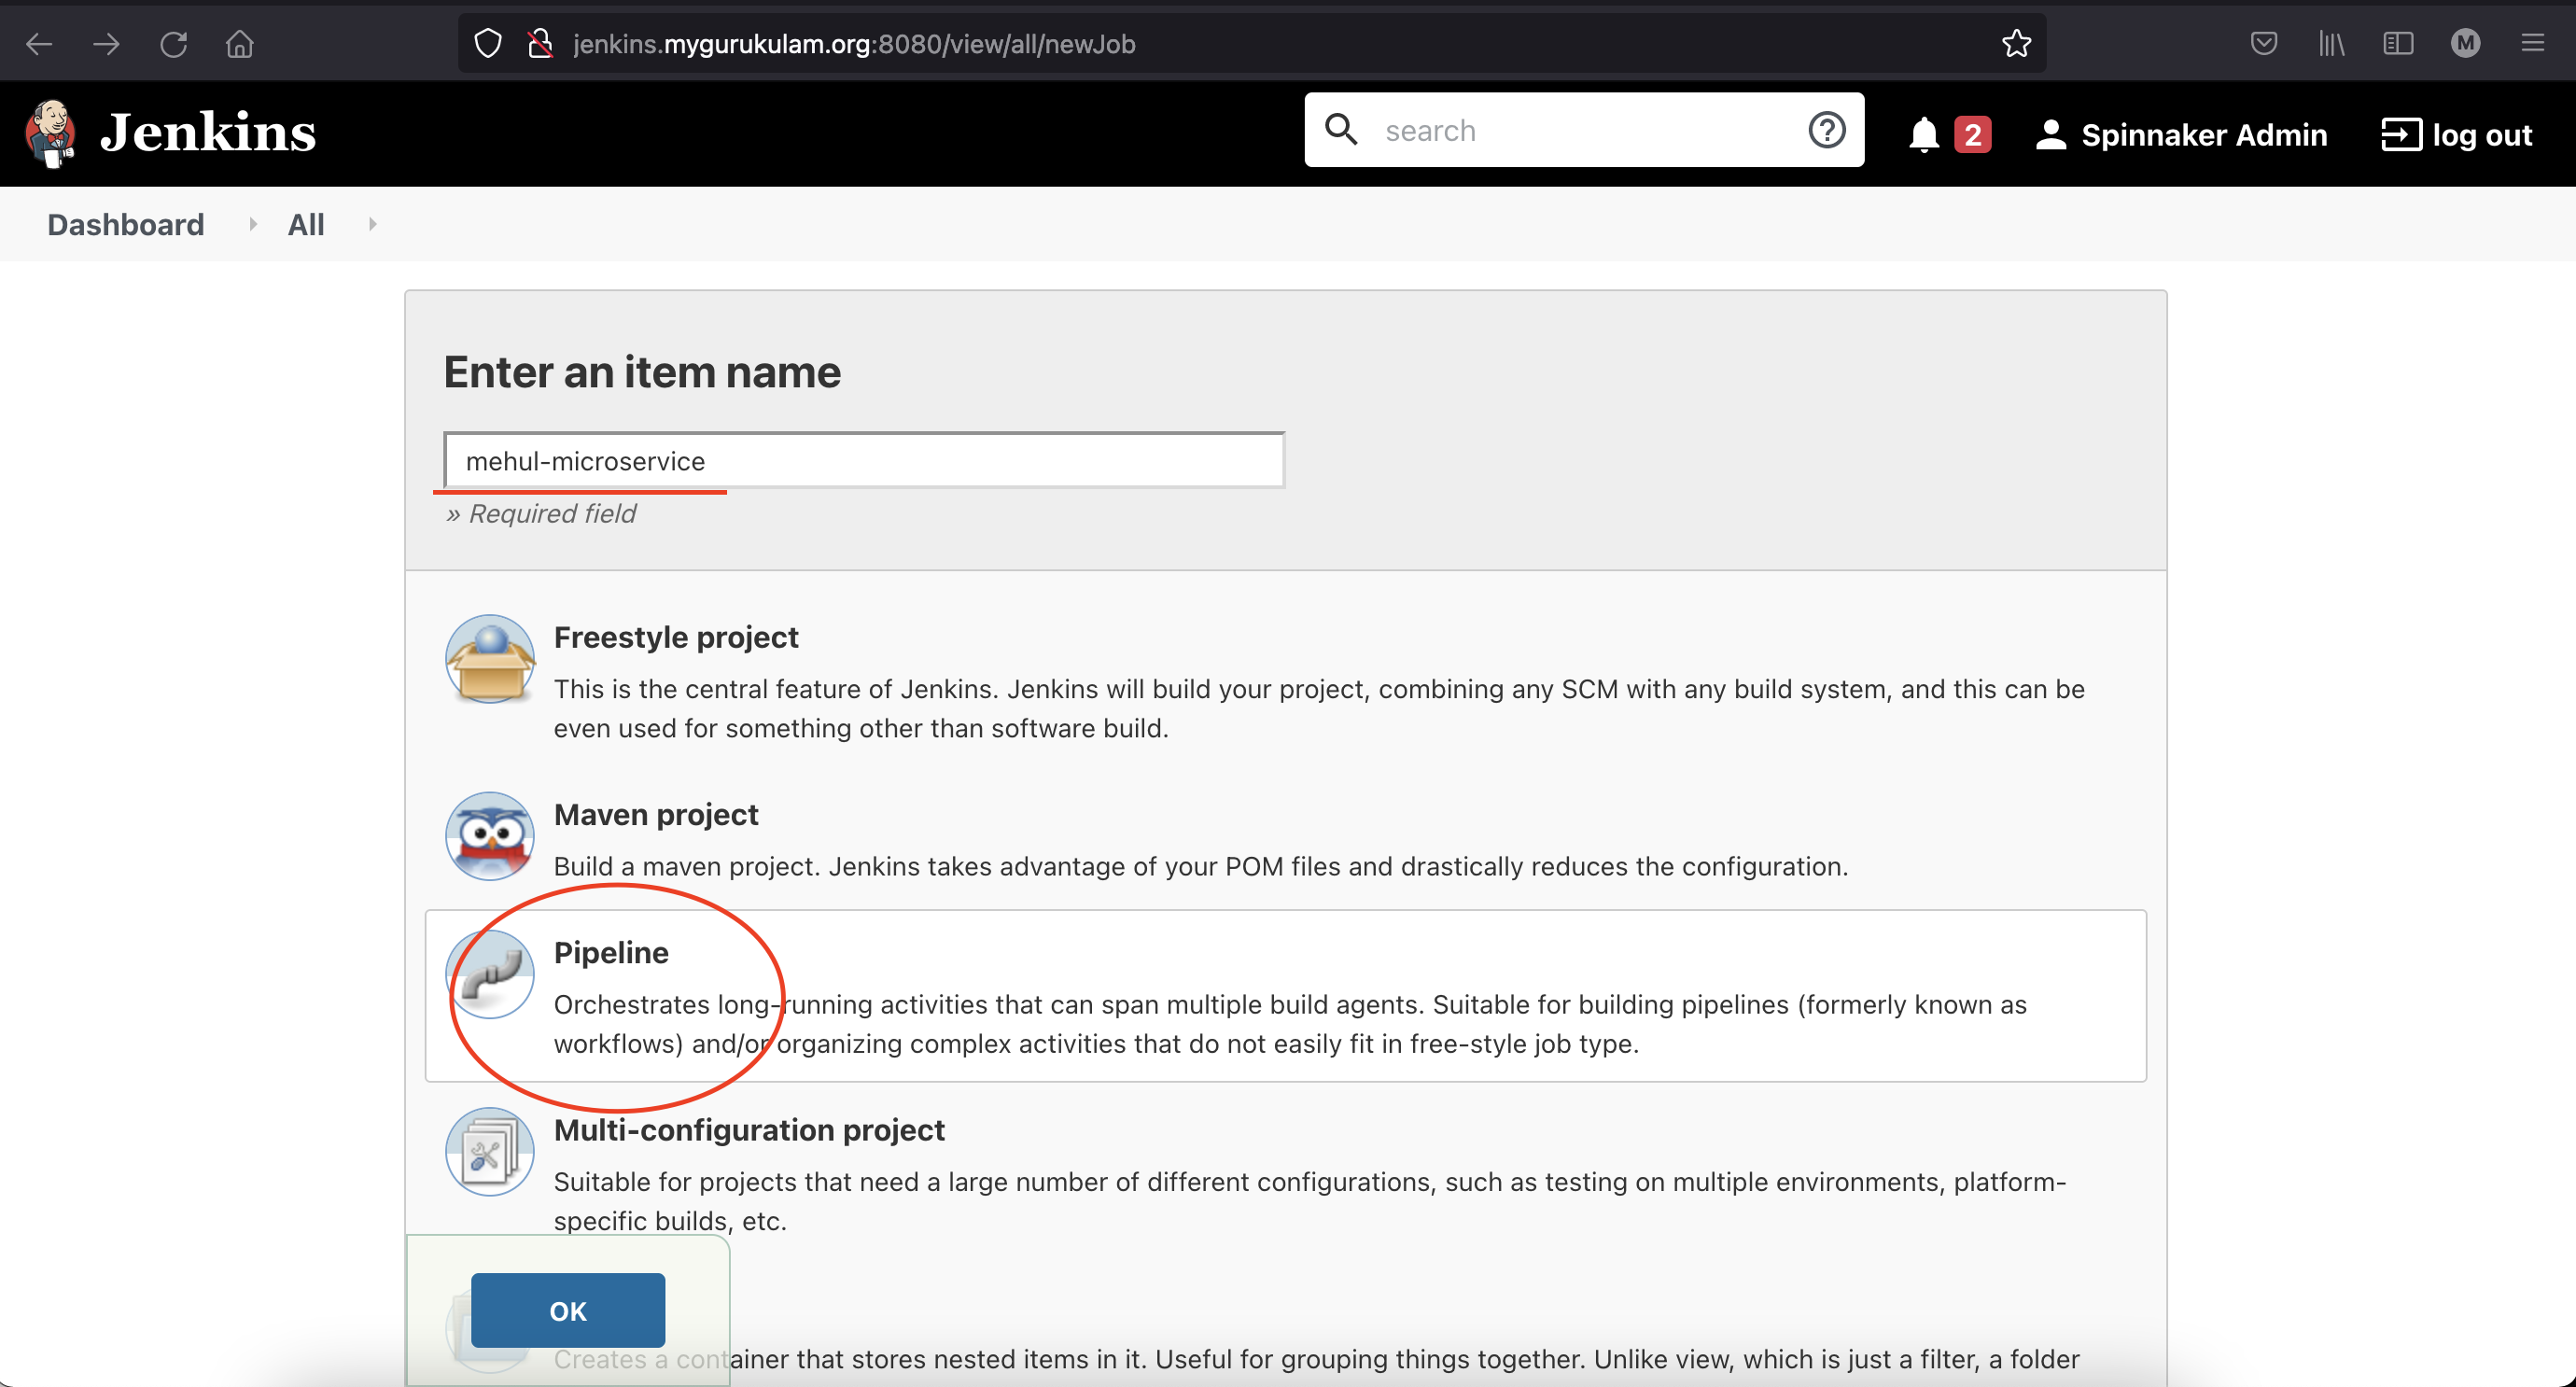 jenkins.mygurukulam.org:8080/view/all/newJob
M
Jenkins
search
2
Spinnaker Admin
log out
Dashboard
All
Enter an item name
mehul-microservice
» Required field
Freestyle project
This is the central feature of Jenkins. Jenkins will build your project, combining any SCM with any build system, and this can be
even used for something other than software build.
Maven project
Build a maven project. Jenkins takes advantage of your POM files and drastically reduces the configuration.
Pipeline
Orchestrates long-running activities that can span multiple build agents. Suitable for building pipelines (formerly known as
workflows) and/or organizing complex activities that do not easily fit in free-style job type.
Multi-configuration project
Suitable for projects that need a large number of different configurations, such as testing on multiple environments, platform-
specific builds, etc.
OK
Creates a container that stores nested items in it. Useful for grouping things together. Unlike view, which is just a filter, a folder